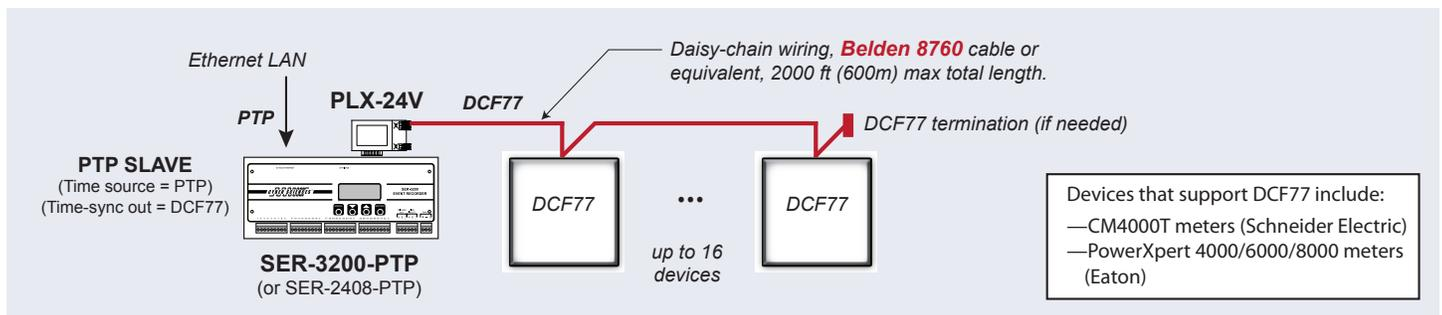 Ethernet LAN
PTP
PLX-24V
DCF77
Daisy-chain wiring, Belden 8760 cable or
equivalent, 2000 ft (600m) max total length.
DCF77 termination (if needed)
PTP SLAVE
(Time source = PTP)
(Time-sync out = DCF77)
SER-3200-PTP
(or SER-2408-PTP)
DCF77
•••
up to 16
devices
DCF77
Devices that support DCF77 include:
—CM4000T meters (Schneider Electric)
—PowerXpert 4000/6000/8000 meters
(Eaton)